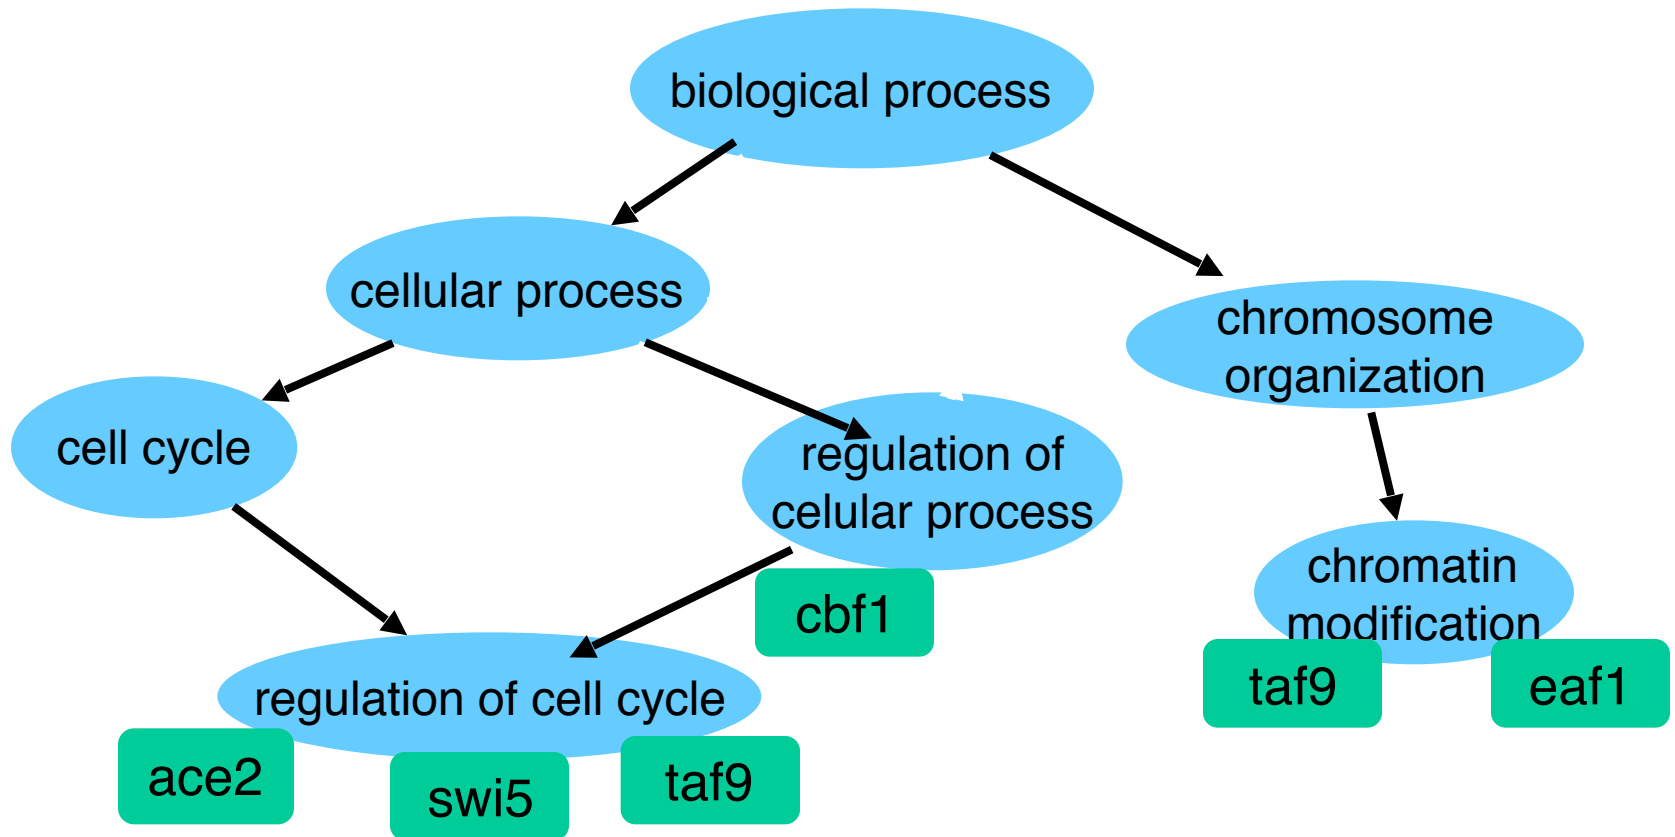 biological process
cellular process
chromosome
organization
cell cycle
regulation of
celular process
cbf1
chromatin
modification
taf9
eaf1
regulation of cell cycle
ace2
swi5
taf9